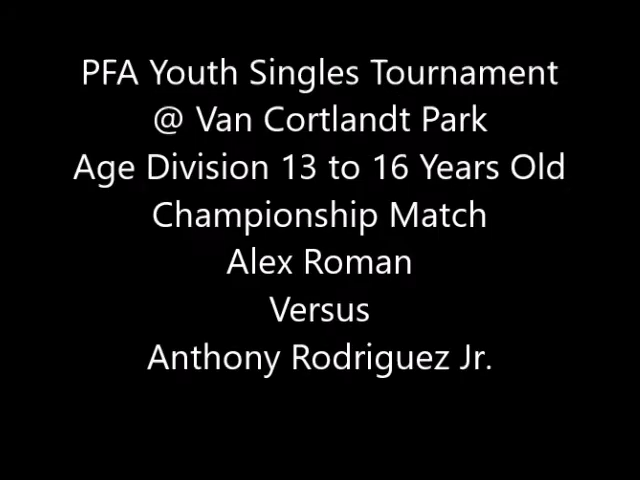 PFA Youth Singles Tournament
@ Van Cortlandt Park
Age Division 13 to 16 Years Old
Championship Match
Alex Roman
Versus
Anthony Rodriguez Jr.